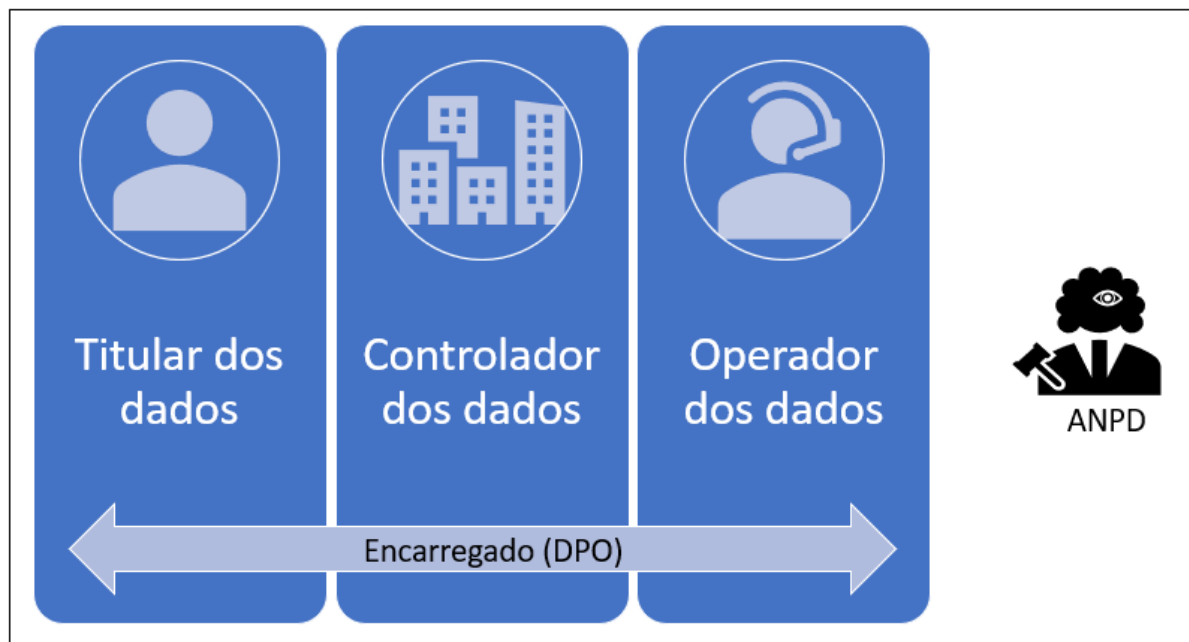 Titular dos
dados
Controlador
dos dados
Operador
dos dados
ANPD
Encarregado (DPO)